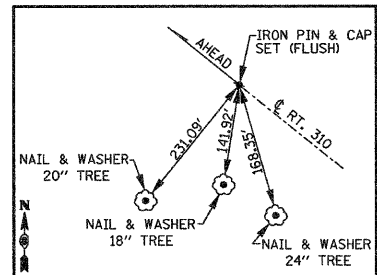 IRON PIN & CAP
SET (FLUSH)
AHEAD
℄ RT. 310
231.09'
141.92'
168.35'
NAIL & WASHER
20" TREE
NAIL & WASHER
18" TREE
NAIL & WASHER
24" TREE
N